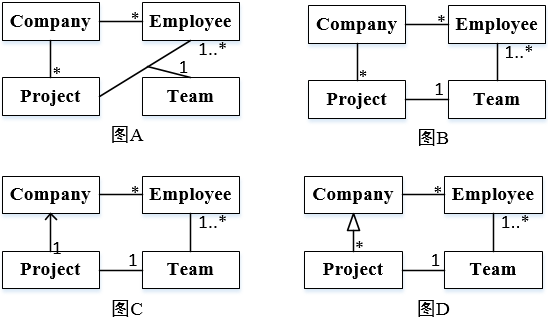 Company
*
Employee
*
1..*
1
Project
Team
图A
Company
*
Employee
*
1..*
Project
1
Team
图B
Company
*
Employee
1..*
1
Project
1
Team
图C
Company
*
Employee
*
1..*
Project
1
Team
图D